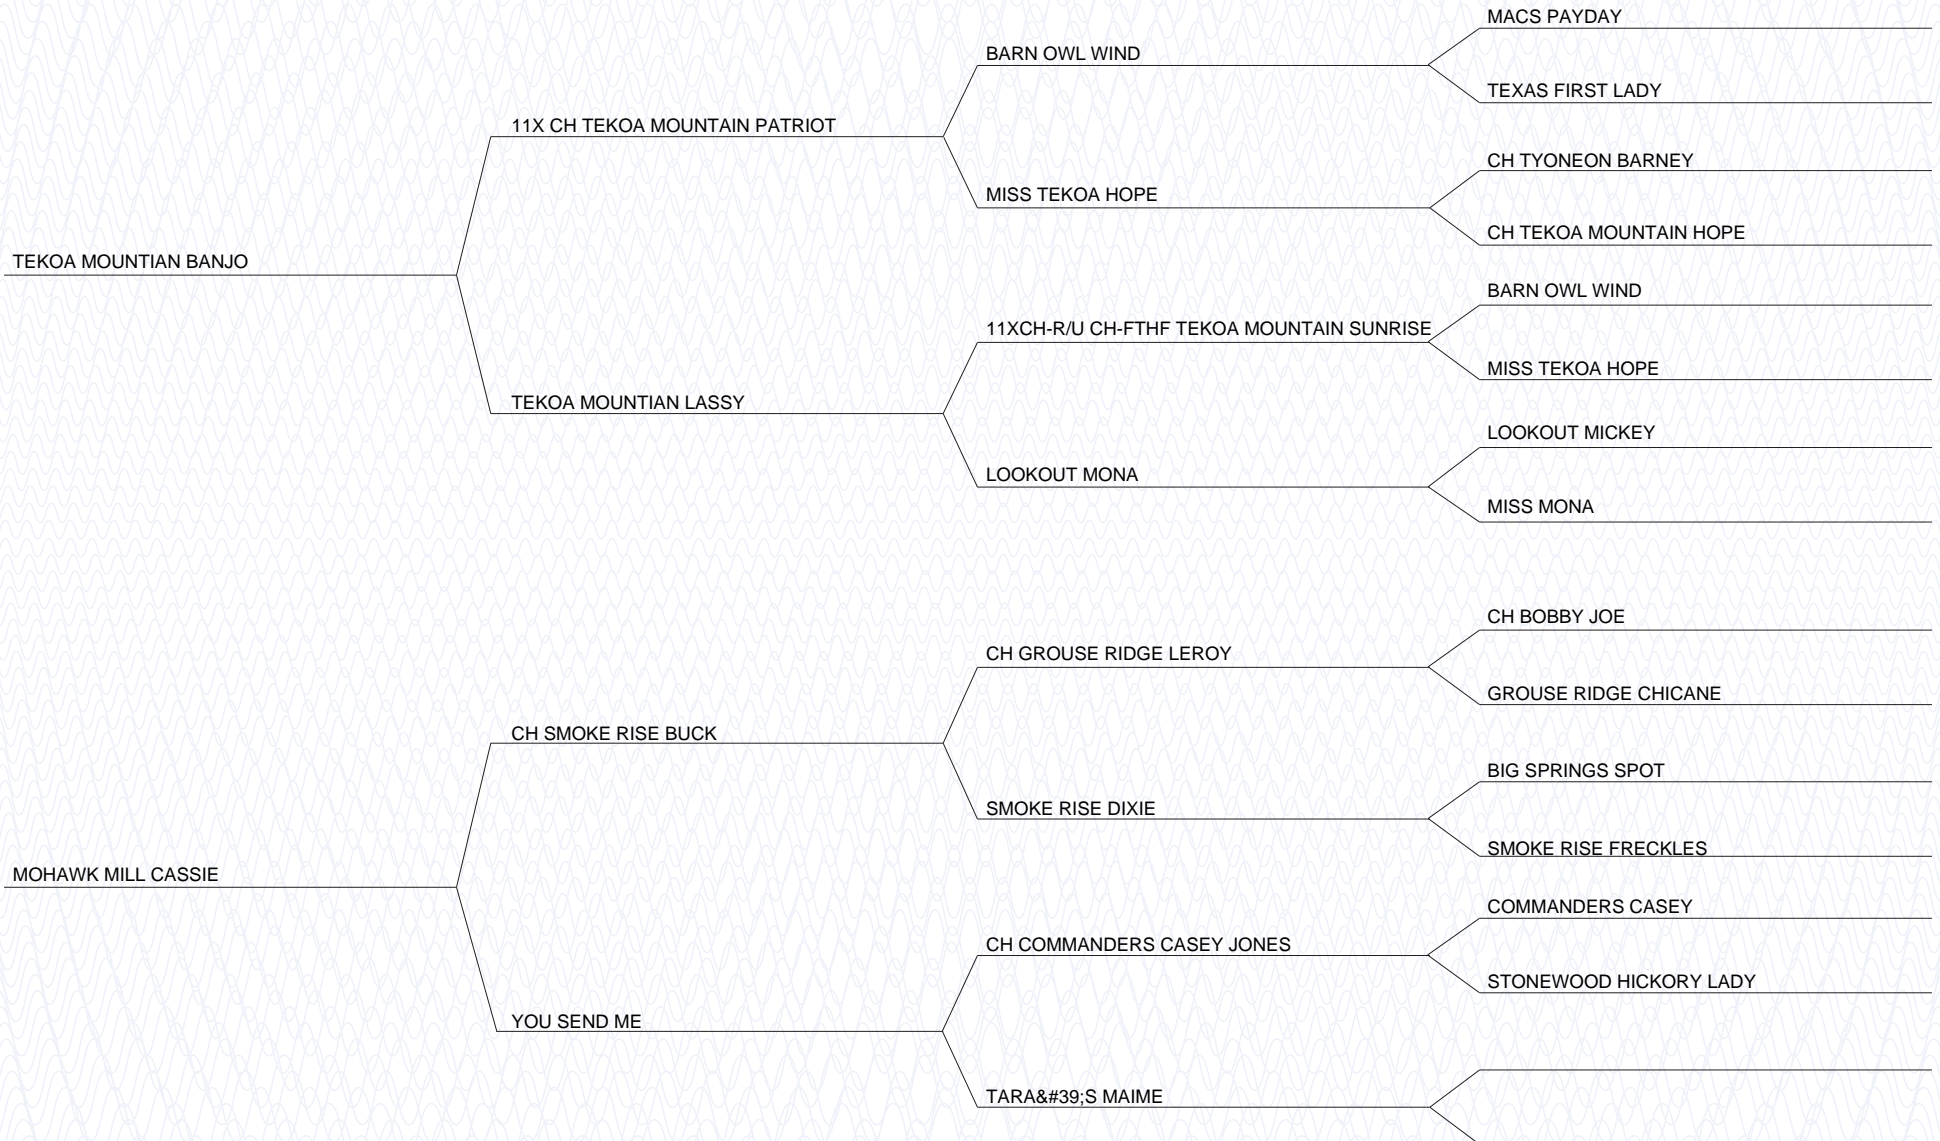 MACS PAYDAY
BARN OWL WIND
TEXAS FIRST LADY
11X CH TEKOA MOUNTAIN PATRIOT
CH TYONEON BARNEY
MISS TEKOA HOPE
CH TEKOA MOUNTAIN HOPE
TEKOA MOUNTIAN BANJO
BARN OWL WIND
11XCH-R/U CH-FTHF TEKOA MOUNTAIN SUNRISE
MISS TEKOA HOPE
TEKOA MOUNTIAN LASSY
LOOKOUT MICKEY
LOOKOUT MONA
MISS MONA
CH BOBBY JOE
CH GROUSE RIDGE LEROY
GROUSE RIDGE CHICANE
CH SMOKE RISE BUCK
BIG SPRINGS SPOT
SMOKE RISE DIXIE
SMOKE RISE FRECKLES
MOHAWK MILL CASSIE
COMMANDERS CASEY
CH COMMANDERS CASEY JONES
STONEWOOD HICKORY LADY
YOU SEND ME
TARA&#39;S MAIME